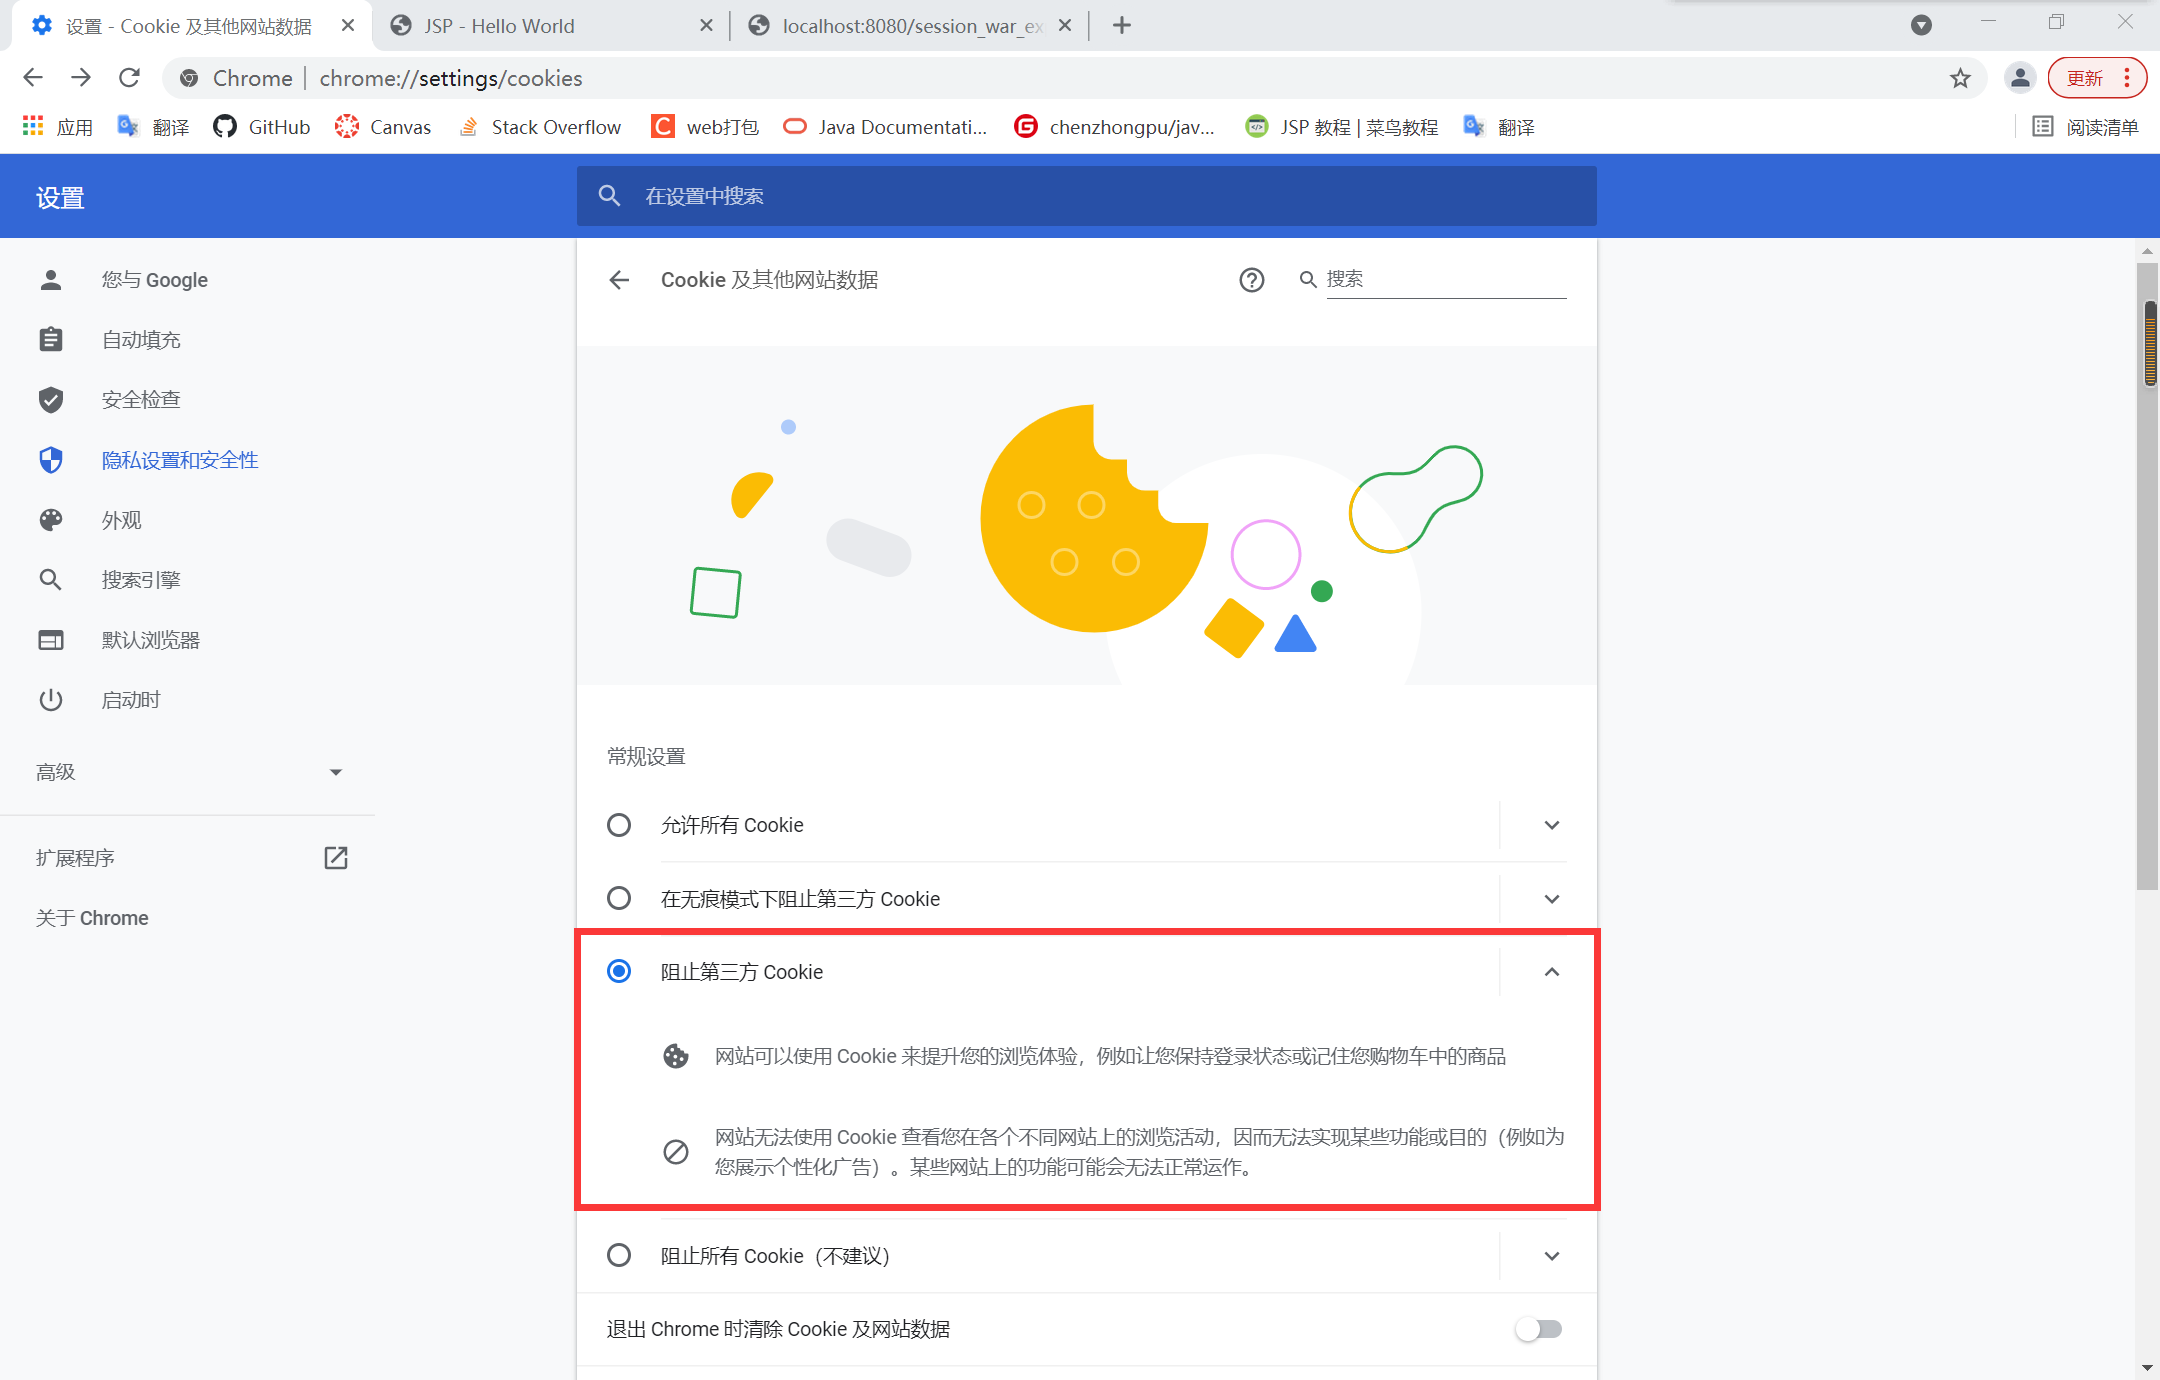 设置 - Cookie 及其他网站数据
JSP - Hello World
localhost:8080/session_war_ex
Chrome | chrome://settings/cookies
更新
应用 翻译 GitHub Canvas Stack Overflow web打包 Java Documentati... chenzhongpu/jav... JSP 教程 | 菜鸟教程 翻译 阅读清单
设置
在设置中搜索
您与 Google
自动填充
安全检查
隐私设置和安全性
外观
搜索引擎
默认浏览器
启动时
高级
扩展程序
关于 Chrome
Cookie 及其他网站数据
搜索
常规设置
允许所有 Cookie
在无痕模式下阻止第三方 Cookie
阻止第三方 Cookie
网站可以使用 Cookie 来提升您的浏览体验，例如让您保持登录状态或记住您购物车中的商品
网站无法使用 Cookie 查看您在各个不同网站上的浏览活动，因而无法实现某些功能或目的（例如为
您展示个性化广告）。某些网站上的功能可能会无法正常运作。
阻止所有 Cookie（不建议）
退出 Chrome 时清除 Cookie 及网站数据